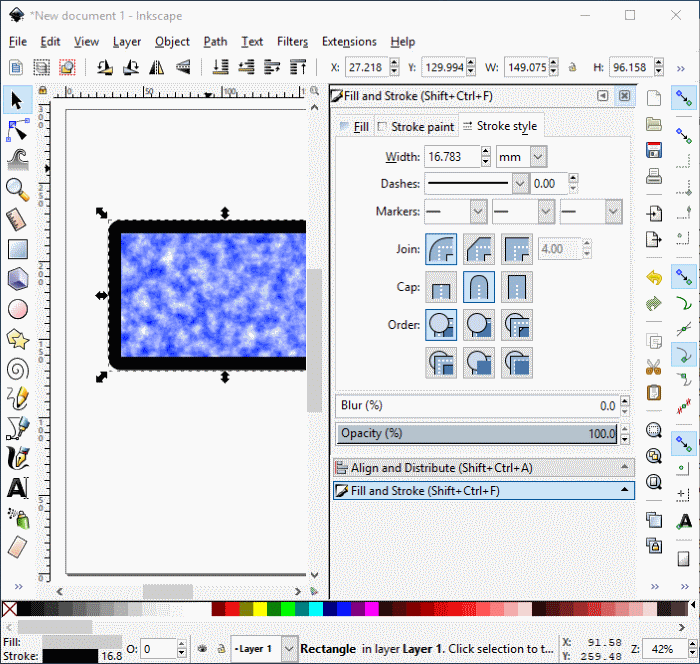 *New document 1 - Inkscape
File Edit View Layer Object Path Text Filters Extensions Help
X: 27.218 Y: 129.994 W: 149.075 H: 96.158 »
Fill and Stroke (Shift+Ctrl+F)
Fill Stroke paint Stroke style
Width: 16.783 mm
Dashes: 0.00
Markers:
Join: 4.00
Cap:
Order:
Blur (%) 0.0
Opacity (%) 100.0
Align and Distribute (Shift+Ctrl+A)
Fill and Stroke (Shift+Ctrl+F)
Fill:
Stroke: 16.8 O: 0 Layer 1 Rectangle in layer Layer 1. Click selection to t... X: 91.58 Y: 259.48 Z: 42%